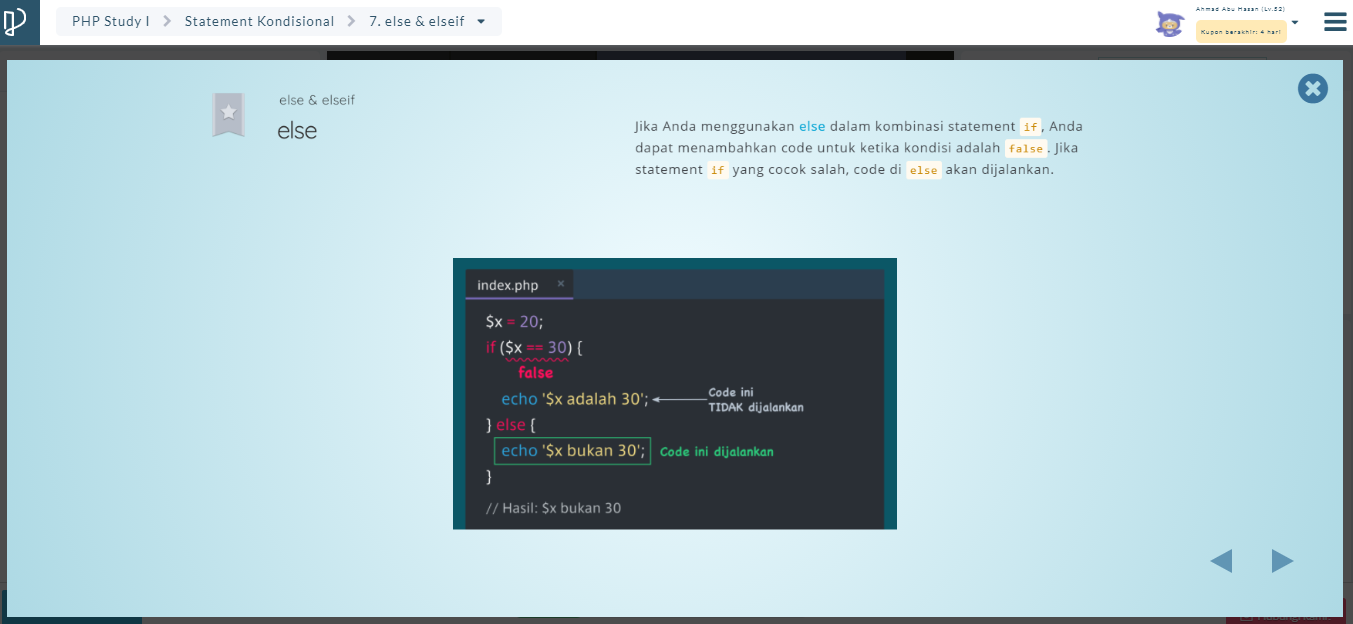 PHP Study I
Statement Kondisional
7. else & elseif
Ahmad Abu Hasan (Lv.52)
Kupon berakhir: 4 hari
else & elseif
else
Jika Anda menggunakan else dalam kombinasi statement if, Anda
dapat menambahkan code untuk ketika kondisi adalah false. Jika
statement if yang cocok salah, code di else akan dijalankan.
index.php ×
$x = 20;
if ($x == 30) {
false
echo '$x adalah 30';
Code ini
TIDAK dijalankan
} else {
echo '$x bukan 30'; Code ini dijalankan
}
// Hasil: $x bukan 30